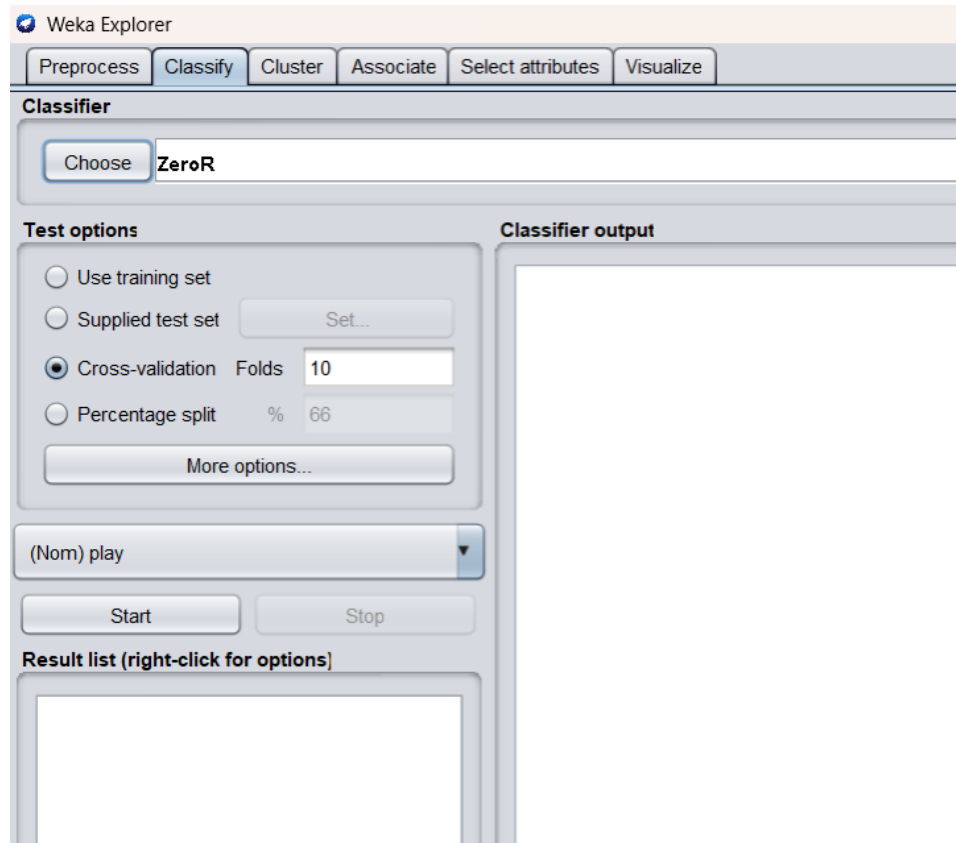 Weka Explorer
Preprocess Classify Cluster Associate Select attributes Visualize
Classifier
Choose ZeroR
Test options
Use training set
Supplied test set Set...
Cross-validation Folds 10
Percentage split % 66
More options...
(Nom) play
Start Stop
Result list (right-click for options)
Classifier output